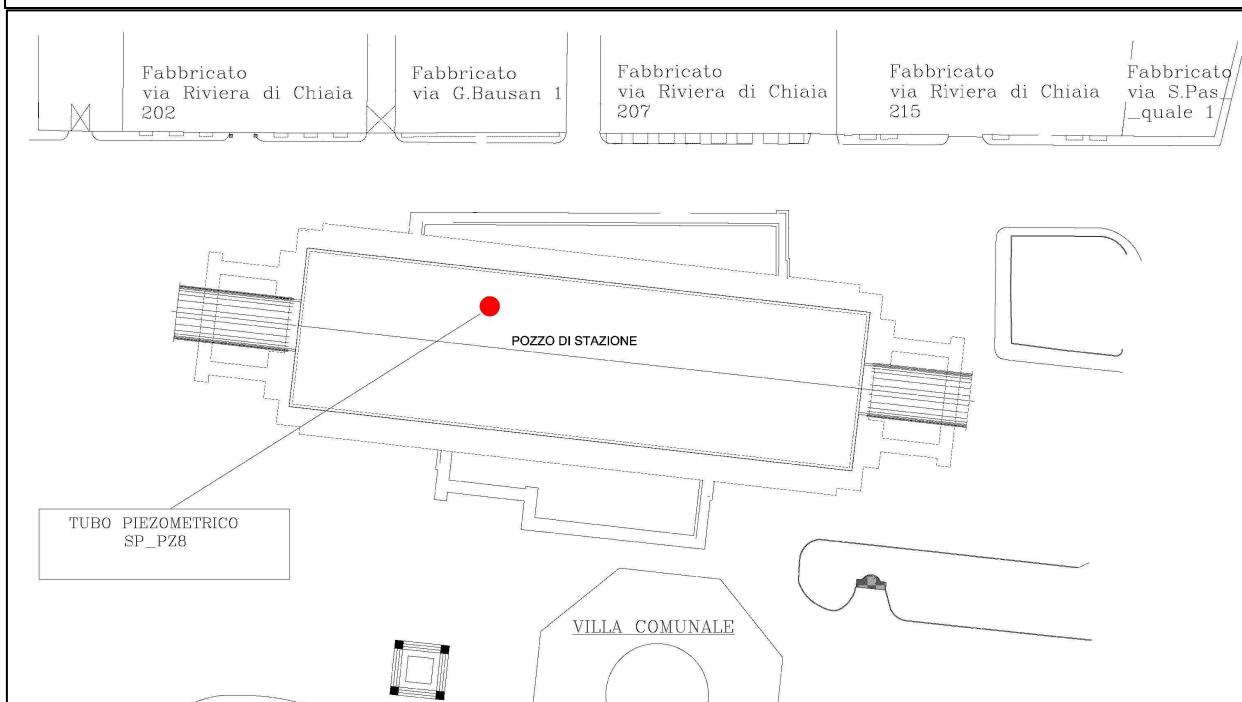 Fabbricato
via Riviera di Chiaia
202
Fabbricato
via G.Bausan 1
Fabbricato
via Riviera di Chiaia
207
Fabbricato
via Riviera di Chiaia
215
Fabbricato
via S.Pas_
_quale 1
POZZO DI STAZIONE
TUBO PIEZOMETRICO
SP_PZ8
VILLA COMUNALE